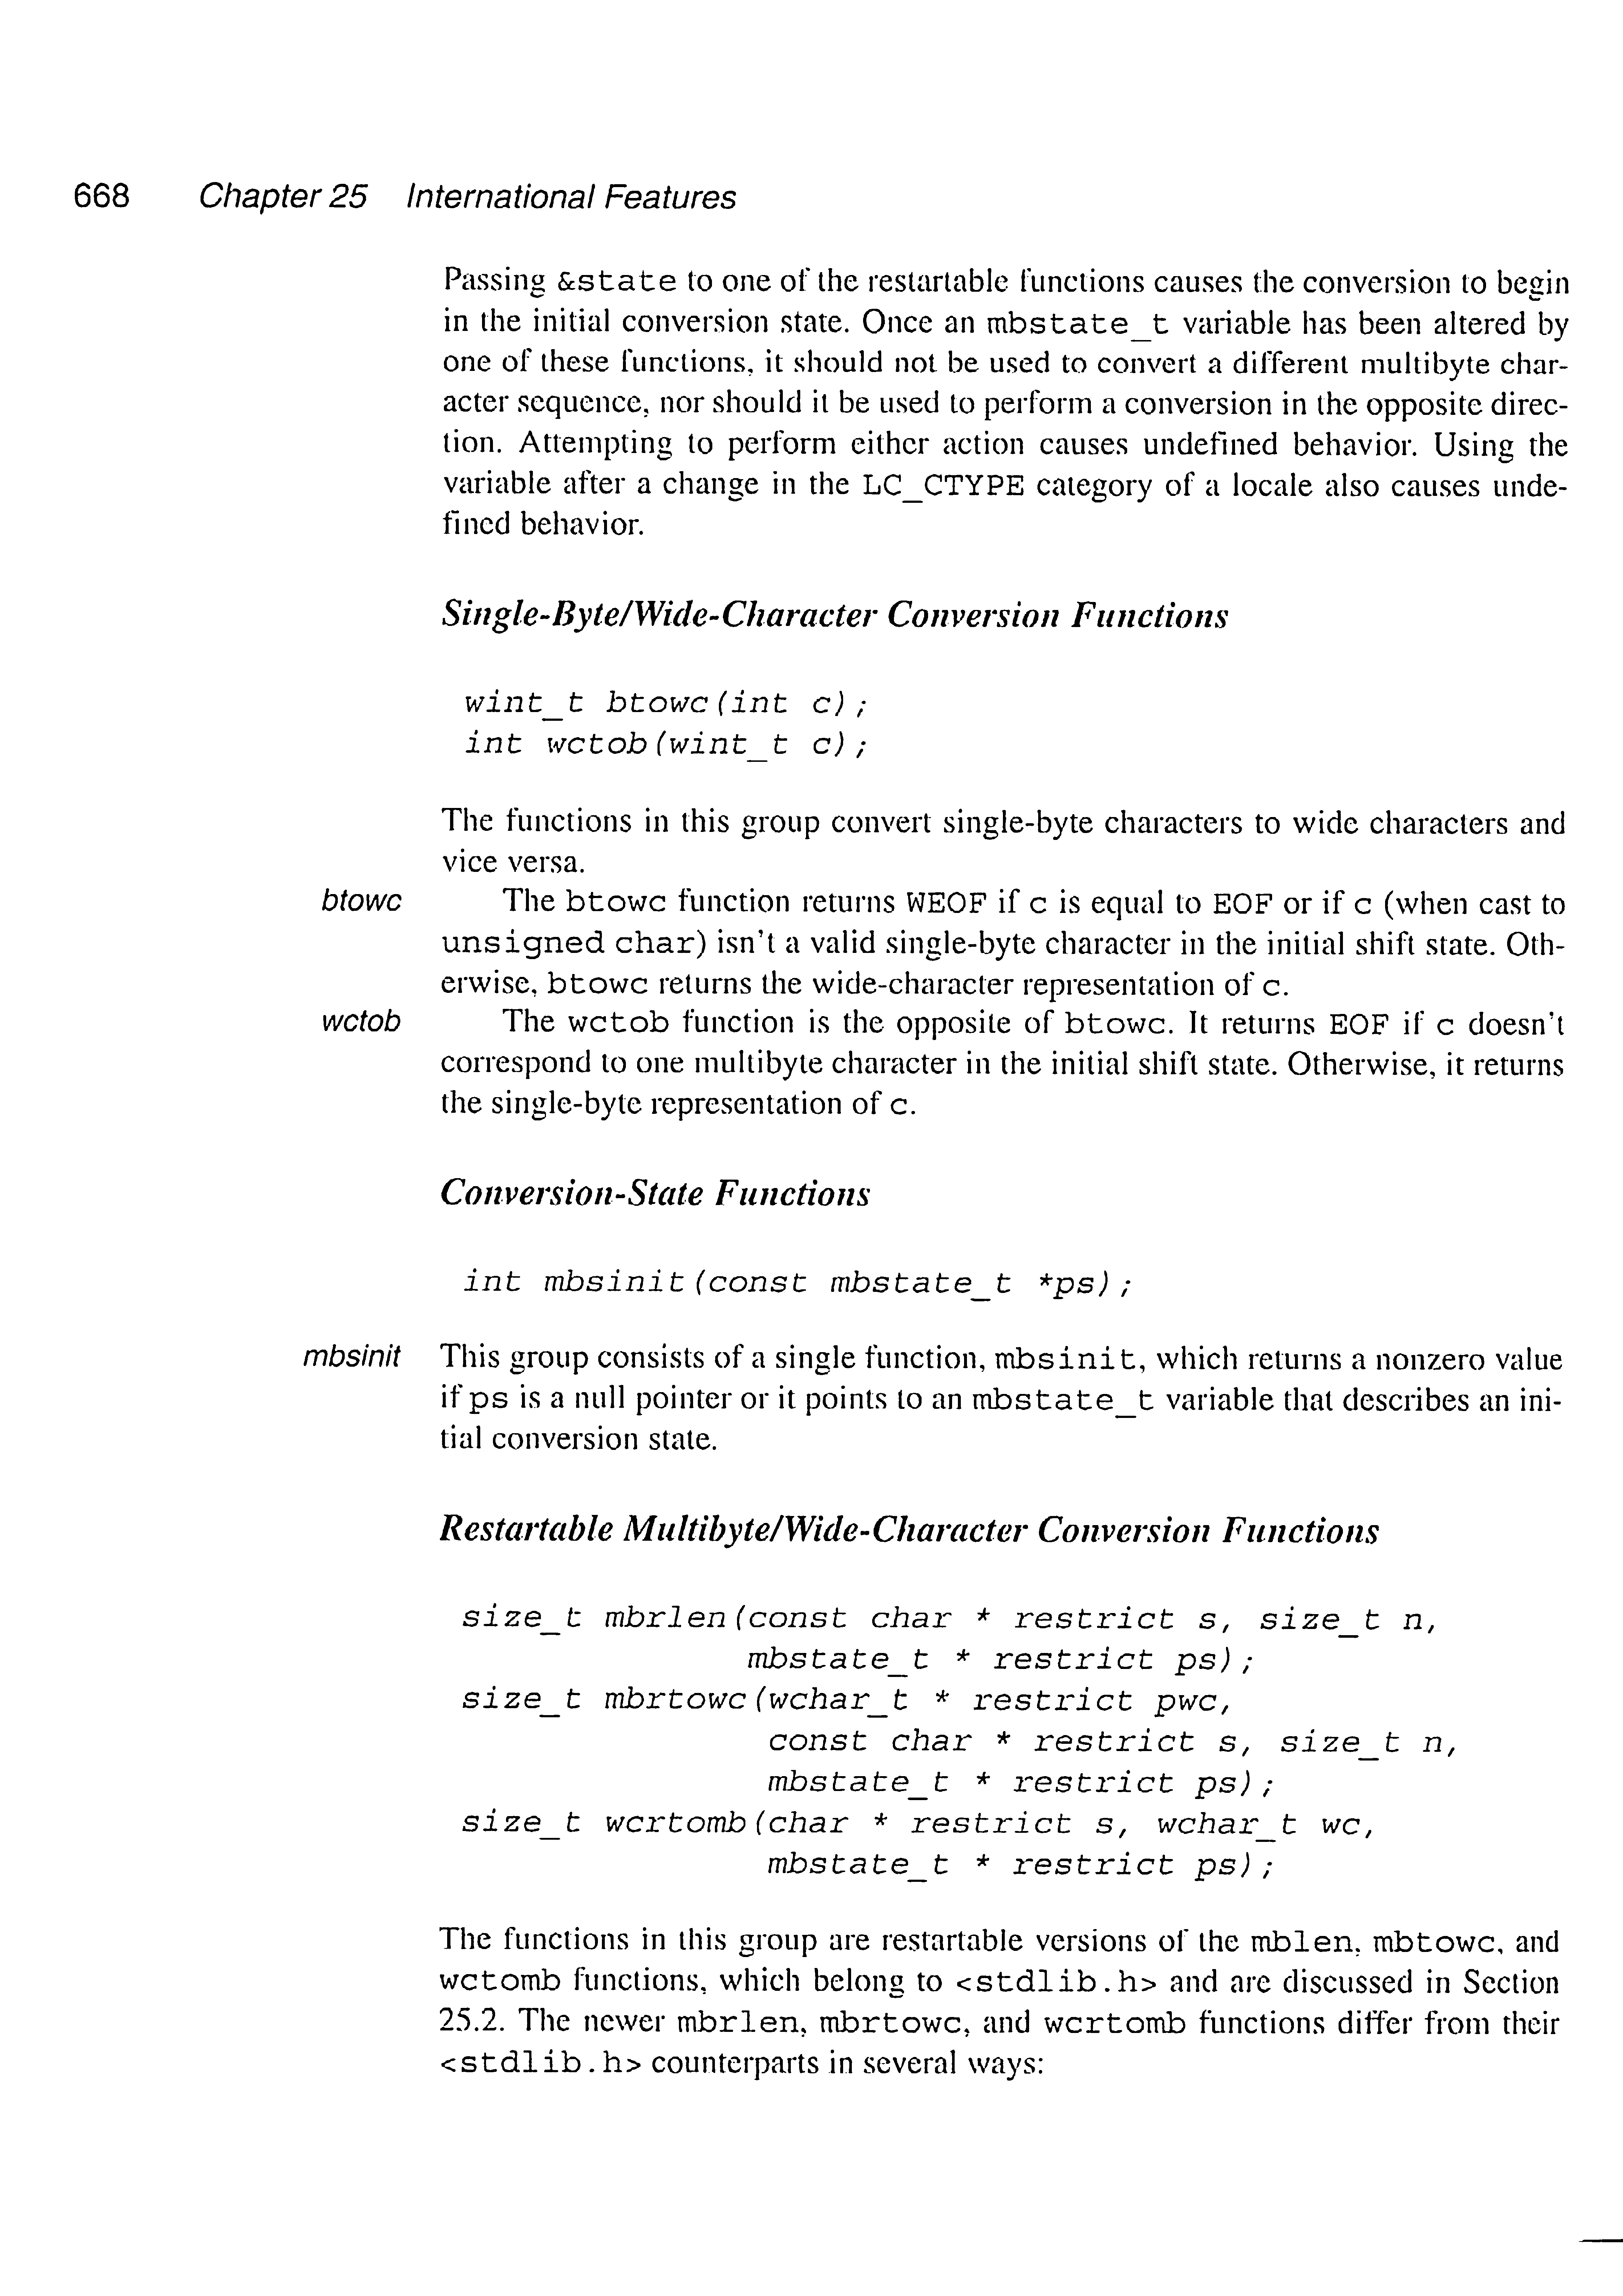 668 Chapter 25 International Features
Passing &state to one of the restartable functions causes the conversion to begin
in the initial conversion state. Once an mbstate_t variable has been altered by
one of these functions, it should not be used to convert a different multibyte char-
acter sequence, nor should it be used to perform a conversion in the opposite direc-
tion. Attempting to perform either action causes undefined behavior. Using the
variable after a change in the LC_CTYPE category of a locale also causes unde-
fined behavior.
Single-Byte/Wide-Character Conversion Functions
wint_t btowc(int c);
int wctob(wint_t c);
The functions in this group convert single-byte characters to wide characters and
vice versa.
btowc The btowc function returns WEOF if c is equal to EOF or if c (when cast to
unsigned char) isn't a valid single-byte character in the initial shift state. Oth-
erwise, btowc returns the wide-character representation of c.
wctob The wctob function is the opposite of btowc. It returns EOF if c doesn't
correspond to one multibyte character in the initial shift state. Otherwise, it returns
the single-byte representation of c.
Conversion-State Functions
int mbsinit(const mbstate_t *ps);
mbsinit This group consists of a single function, mbsinit, which returns a nonzero value
if ps is a null pointer or it points to an mbstate_t variable that describes an ini-
tial conversion state.
Restartable Multibyte/Wide-Character Conversion Functions
size_t mbrlen(const char * restrict s, size_t n,
mbstate_t * restrict ps);
size_t mbrtowc(wchar_t * restrict pwc,
const char * restrict s, size_t n,
mbstate_t * restrict ps);
size_t wcrtomb(char * restrict s, wchar_t wc,
mbstate_t * restrict ps);
The functions in this group are restartable versions of the mblen, mbtowc, and
wctomb functions, which belong to <stdlib.h> and are discussed in Section
25.2. The newer mbrlen, mbrtowc, and wcrtomb functions differ from their
<stdlib.h> counterparts in several ways: